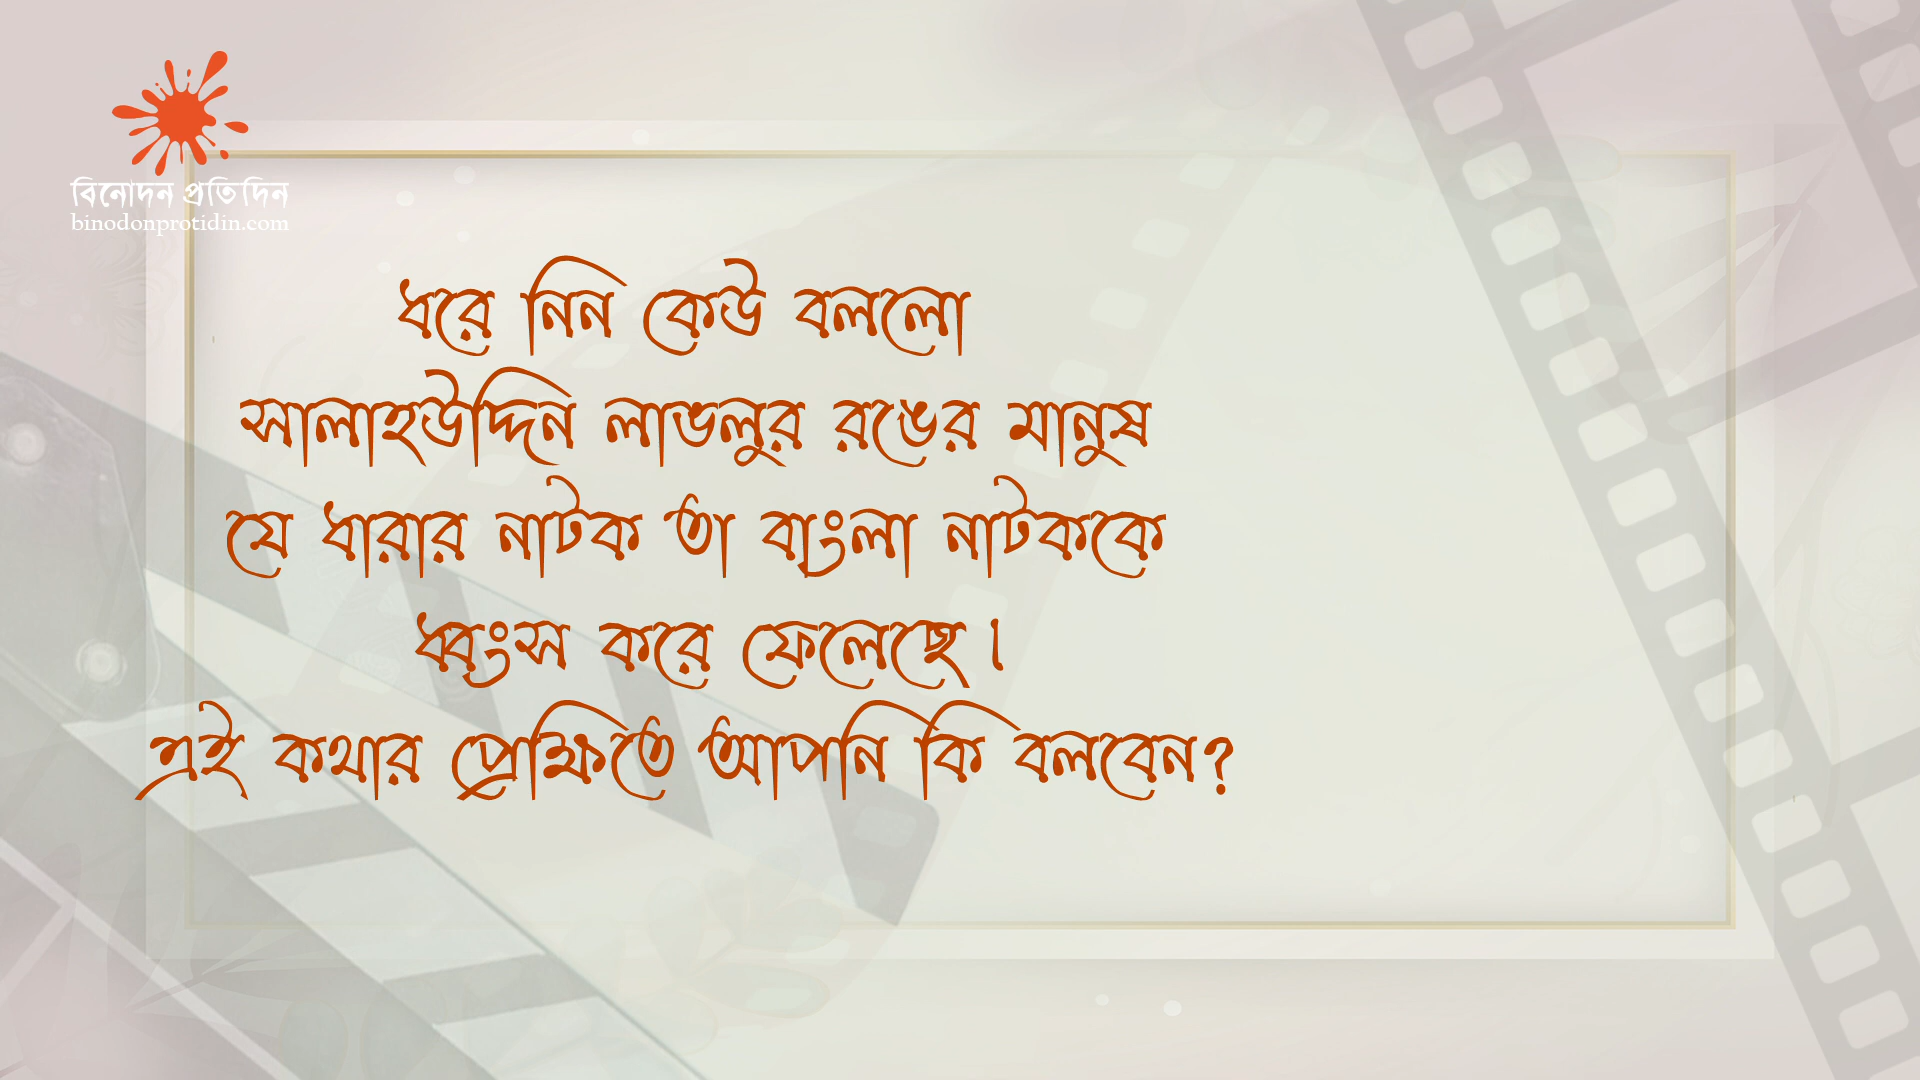 বিনোদন প্রতিদিন
binodonprotidin.com
ধরে নিন কেউ বললো
সালাহউদ্দিন লাভলুর রঙের মানুষ
যে ধারার নাটক তা বাংলা নাটককে
ধ্বংস করে ফেলেছে।
এই কথার প্রেক্ষিতে আপনি কি বলবেন?